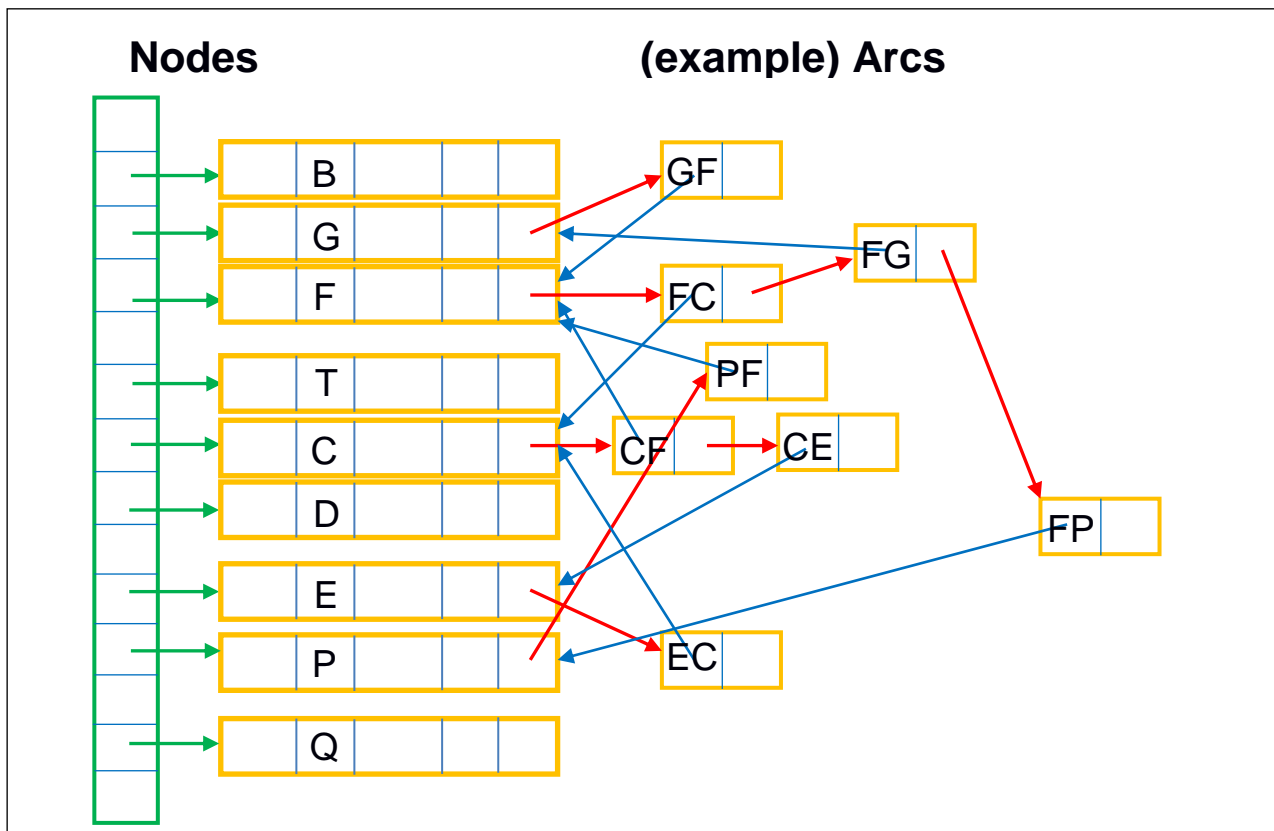 Nodes (example) Arcs
B GF
G FG
F FC
T PF
C CF CE
D FP
E
P EC
Q